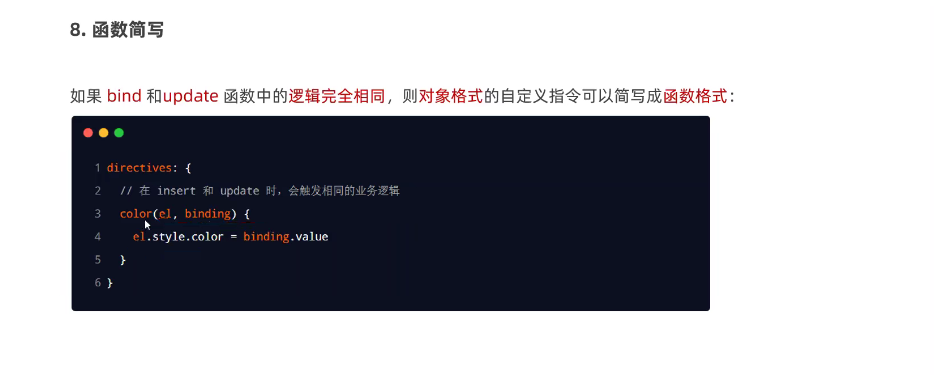 8. 函数简写
如果 bind 和update 函数中的逻辑完全相同，则对象格式的自定义指令可以简写成函数格式：
1 directives: {
2 // 在 insert 和 update 时，会触发相同的业务逻辑
3 color(el, binding) {
4 el.style.color = binding.value
5 }
6 }